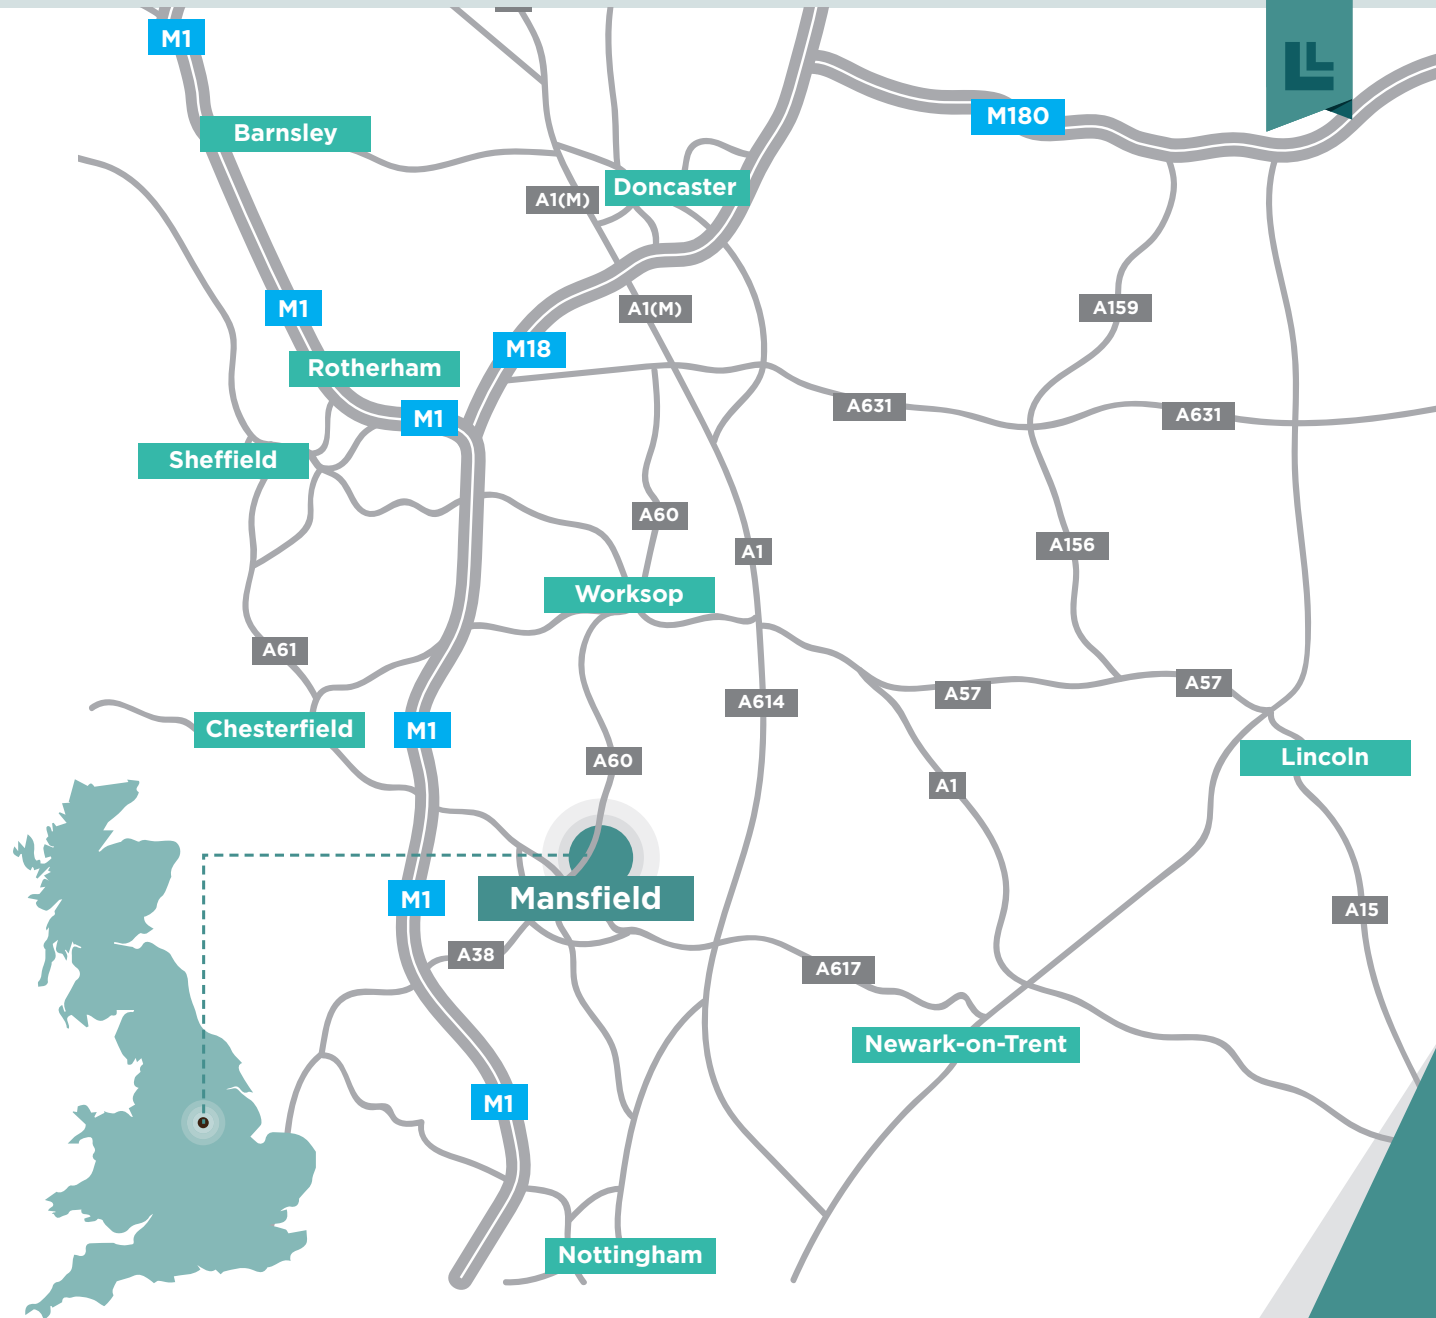 M1
M180
Barnsley
Doncaster
A1(M)
M1
A1(M)
A159
M18
Rotherham
A631
A631
M1
Sheffield
A60
A1
A156
Worksop
A61
A57
A57
A614
Chesterfield
M1
Lincoln
A60
A1
Mansfield
M1
A15
A38
A617
Newark-on-Trent
M1
Nottingham